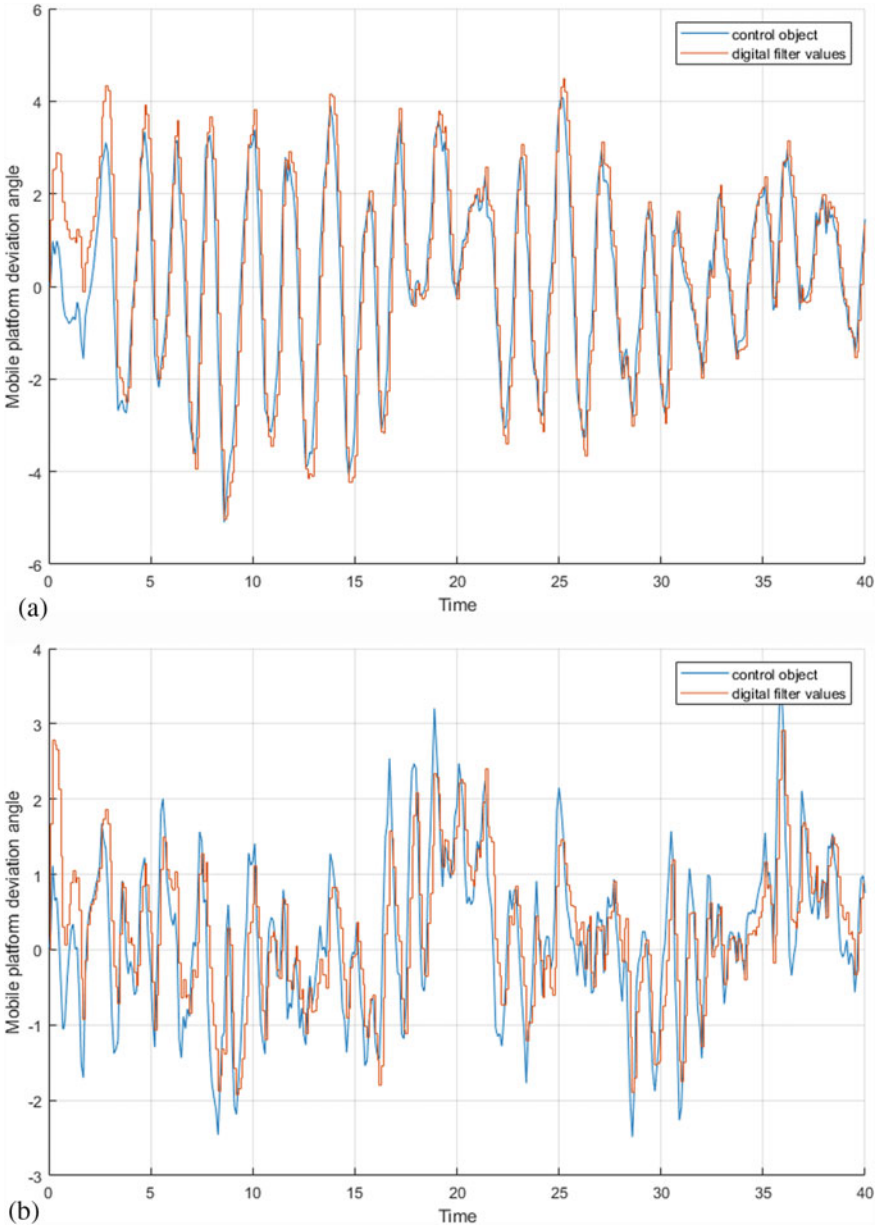 6
control object
digital filter values
4
2
0
-2
-4
-6
Mobile platform deviation angle
0 5 10 15 20 25 30 35 40
Time
(a)
4
control object
digital filter values
3
2
1
0
-1
-2
-3
Mobile platform deviation angle
0 5 10 15 20 25 30 35 40
Time
(b)